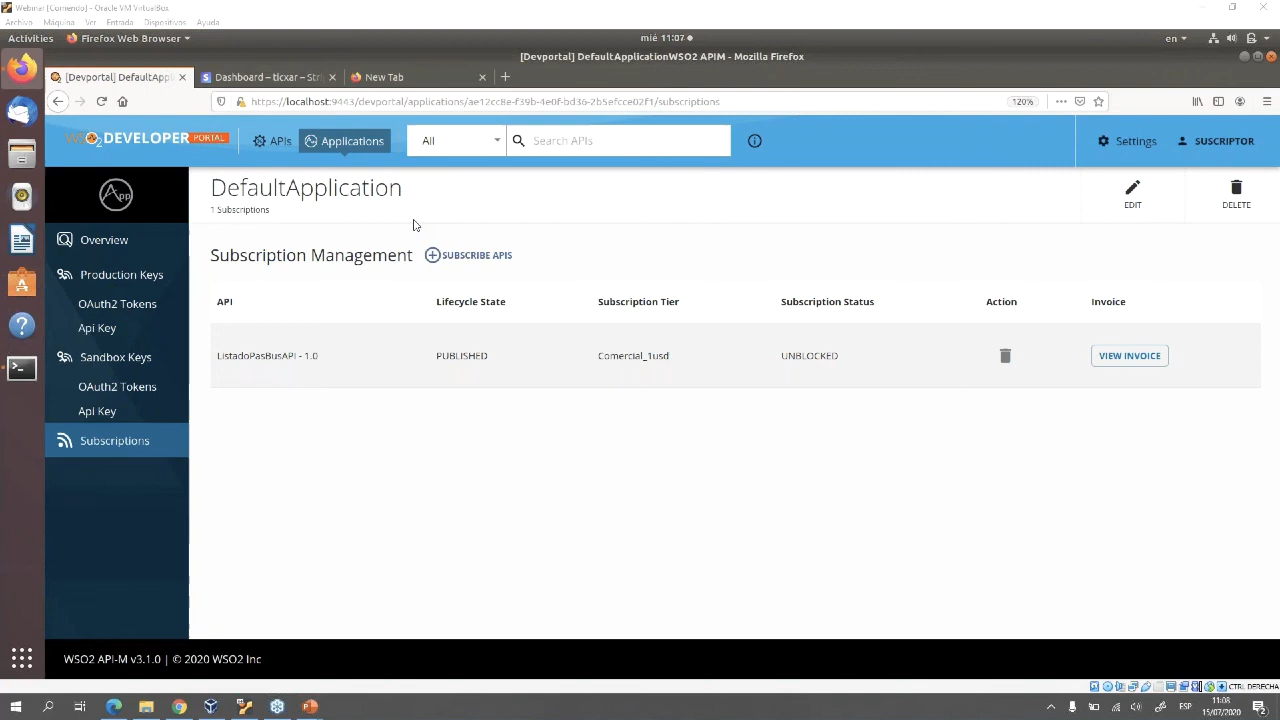 Webinar [Corriendo] - Oracle VM VirtualBox
Archivo Máquina Ver Entrada Dispositivos Ayuda
Activities Firefox Web Browser mié 11:07 en
[Devportal] DefaultApplicationWSO2 APIM - Mozilla Firefox
[Devportal] DefaultAppli Dashboard – ticxar – Stri New Tab
https://localhost:9443/devportal/applications/ae12cc8e-f39b-4e0f-bd36-2b5efcce02f1/subscriptions 120%
WSO2 DEVELOPER PORTAL APIs Applications All Search APIs Settings SUSCRIPTOR
App
DefaultApplication
1 Subscriptions
EDIT DELETE
Overview
Production Keys
OAuth2 Tokens
Api Key
Sandbox Keys
OAuth2 Tokens
Api Key
Subscriptions
Subscription Management SUBSCRIBE APIS
API Lifecycle State Subscription Tier Subscription Status Action Invoice
ListadoPasBusAPI - 1.0 PUBLISHED Comercial_1usd UNBLOCKED VIEW INVOICE
WSO2 API-M v3.1.0 | © 2020 WSO2 Inc
CTRL DERECHA
ESP
11:08
15/07/2020
2